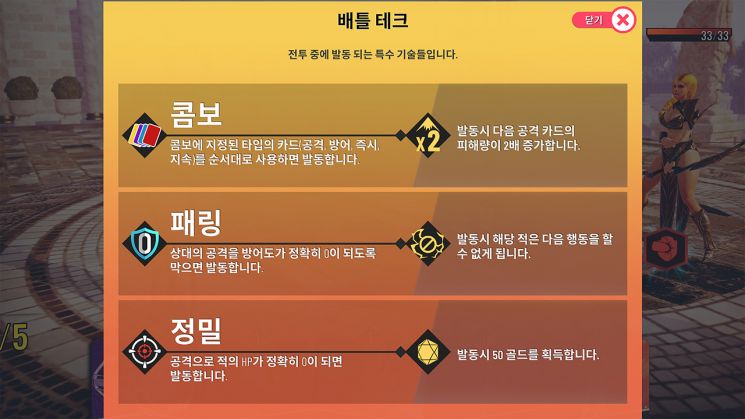 배틀 테크
닫기
전투 중에 발동 되는 특수 기술들입니다.
33/33
콤보
콤보에 지정된 타입의 카드(공격, 방어, 즉시,
지속)를 순서대로 사용하면 발동합니다.
x2
발동시 다음 공격 카드의
피해량이 2배 증가합니다.
패링
0
상대의 공격을 방어도가 정확히 0이 되도록
막으면 발동합니다.
발동시 해당 적은 다음 행동을 할
수 없게 됩니다.
/5
정밀
공격으로 적의 HP가 정확히 0이 되면
발동합니다.
발동시 50 골드를 획득합니다.